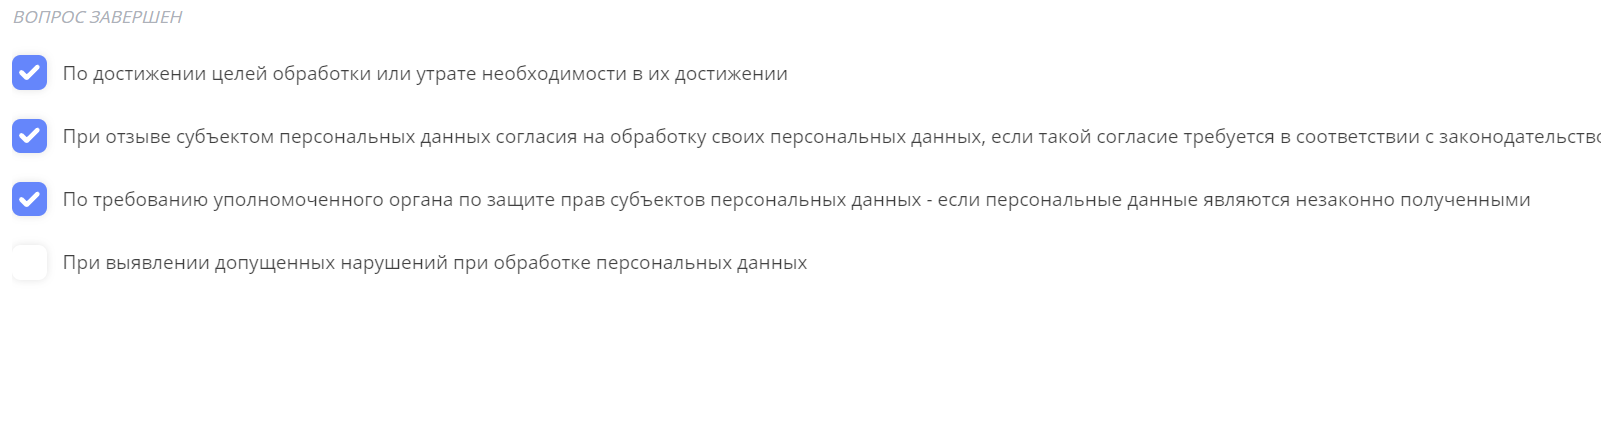 ВОПРОС ЗАВЕРШЕН
По достижении целей обработки или утрате необходимости в их достижении
При отзыве субъектом персональных данных согласия на обработку своих персональных данных, если такой согласие требуется в соответствии с законодательство
По требованию уполномоченного органа по защите прав субъектов персональных данных - если персональные данные являются незаконно полученными
При выявлении допущенных нарушений при обработке персональных данных